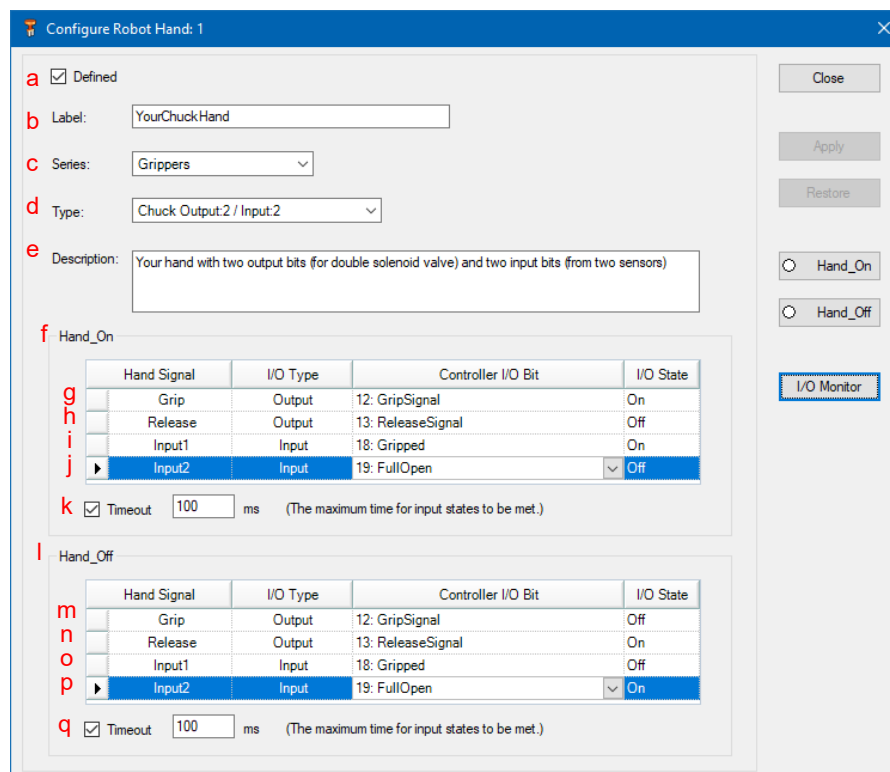 Configure Robot Hand: 1
a Defined
Close
b Label: YourChuckHand
Apply
c Series: Grippers
Restore
d Type: Chuck Output:2 / Input:2
e Description: Your hand with two output bits (for double solenoid valve) and two input bits (from two sensors)
Hand_On
Hand_Off
f Hand_On
Hand Signal I/O Type Controller I/O Bit I/O State
I/O Monitor
g Grip Output 12: GripSignal On
h Release Output 13: ReleaseSignal Off
i Input1 Input 18: Gripped On
j Input2 Input 19: FullOpen Off
k Timeout 100 ms (The maximum time for input states to be met.)
l Hand_Off
Hand Signal I/O Type Controller I/O Bit I/O State
m Grip Output 12: GripSignal Off
n Release Output 13: ReleaseSignal On
o Input1 Input 18: Gripped Off
p Input2 Input 19: FullOpen On
q Timeout 100 ms (The maximum time for input states to be met.)